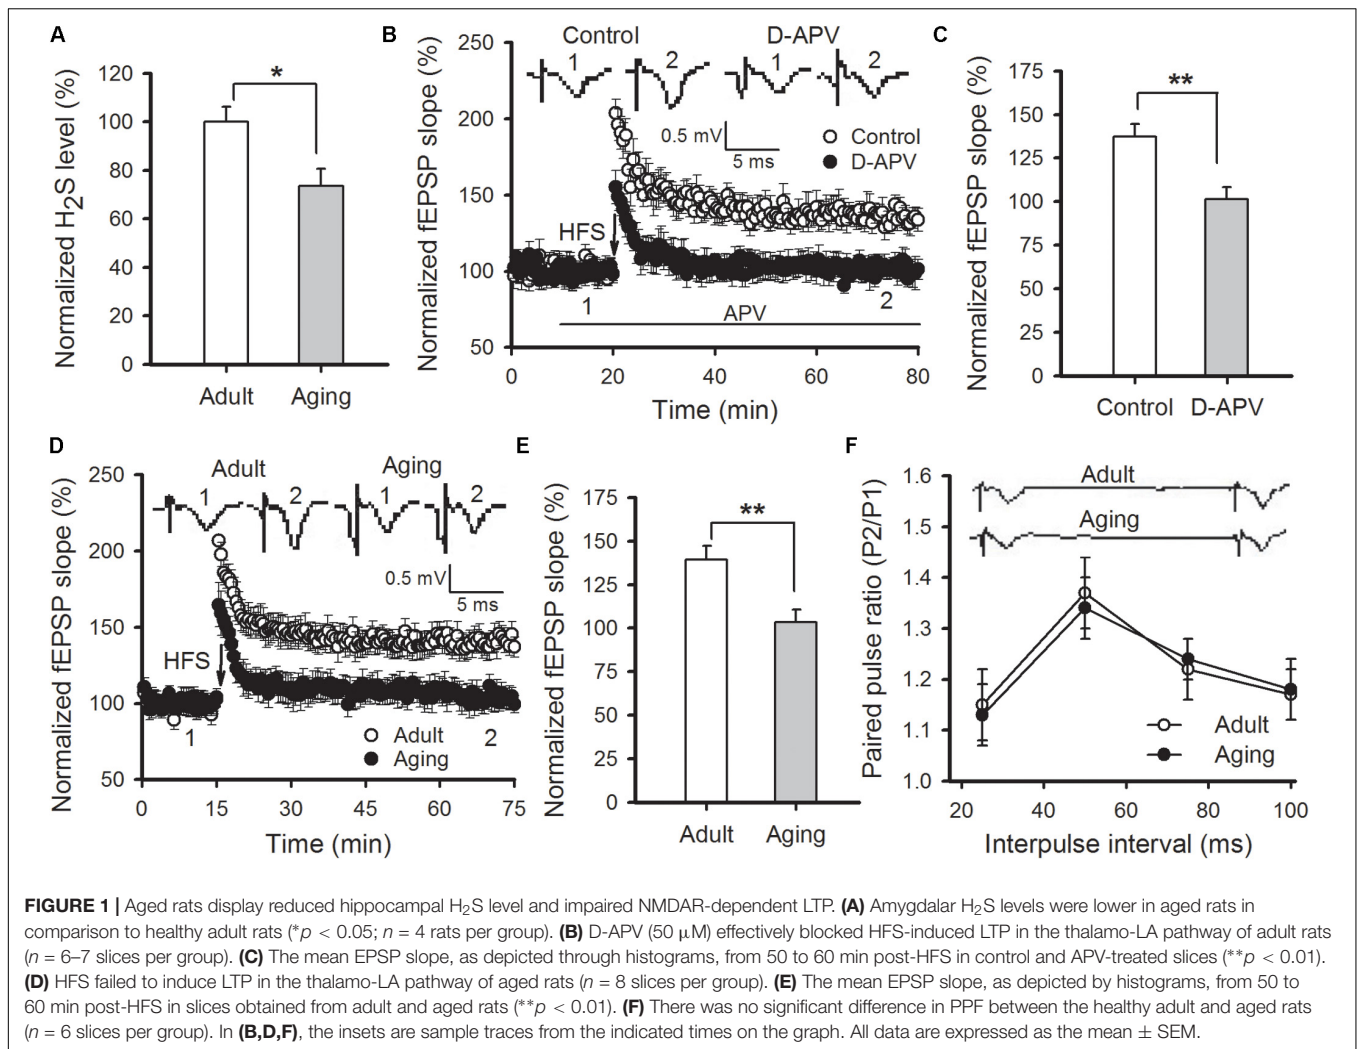 A
Normalized H₂S level (%)
120
100
80
60
40
20
0
*
Adult Aging
B
Normalized fEPSP slope (%)
250
200
150
100
50
Control D-APV
1 2 1 2
0.5 mV
5 ms
Control
D-APV
HFS
1 2
APV
0 20 40 60 80
Time (min)
C
Normalized fEPSP slope (%)
175
150
125
100
75
50
25
0
**
Control D-APV
D
Normalized fEPSP slope (%)
250
200
150
100
50
Adult Aging
1 2 1 2
0.5 mV
5 ms
HFS
1 2
Adult
Aging
0 15 30 45 60 75
Time (min)
E
Normalized fEPSP slope (%)
175
150
125
100
75
50
25
0
**
Adult Aging
F
Paired pulse ratio (P2/P1)
1.6
1.5
1.4
1.3
1.2
1.1
1.0
Adult
Aging
Adult
Aging
20 40 60 80 100
Interpulse interval (ms)
FIGURE 1 | Aged rats display reduced hippocampal H₂S level and impaired NMDAR-dependent LTP. (A) Amygdalar H₂S levels were lower in aged rats in
comparison to healthy adult rats (*p < 0.05; n = 4 rats per group). (B) D-APV (50 μM) effectively blocked HFS-induced LTP in the thalamo-LA pathway of adult rats
(n = 6–7 slices per group). (C) The mean EPSP slope, as depicted through histograms, from 50 to 60 min post-HFS in control and APV-treated slices (**p < 0.01).
(D) HFS failed to induce LTP in the thalamo-LA pathway of aged rats (n = 8 slices per group). (E) The mean EPSP slope, as depicted by histograms, from 50 to
60 min post-HFS in slices obtained from adult and aged rats (**p < 0.01). (F) There was no significant difference in PPF between the healthy adult and aged rats
(n = 6 slices per group). In (B,D,F), the insets are sample traces from the indicated times on the graph. All data are expressed as the mean ± SEM.